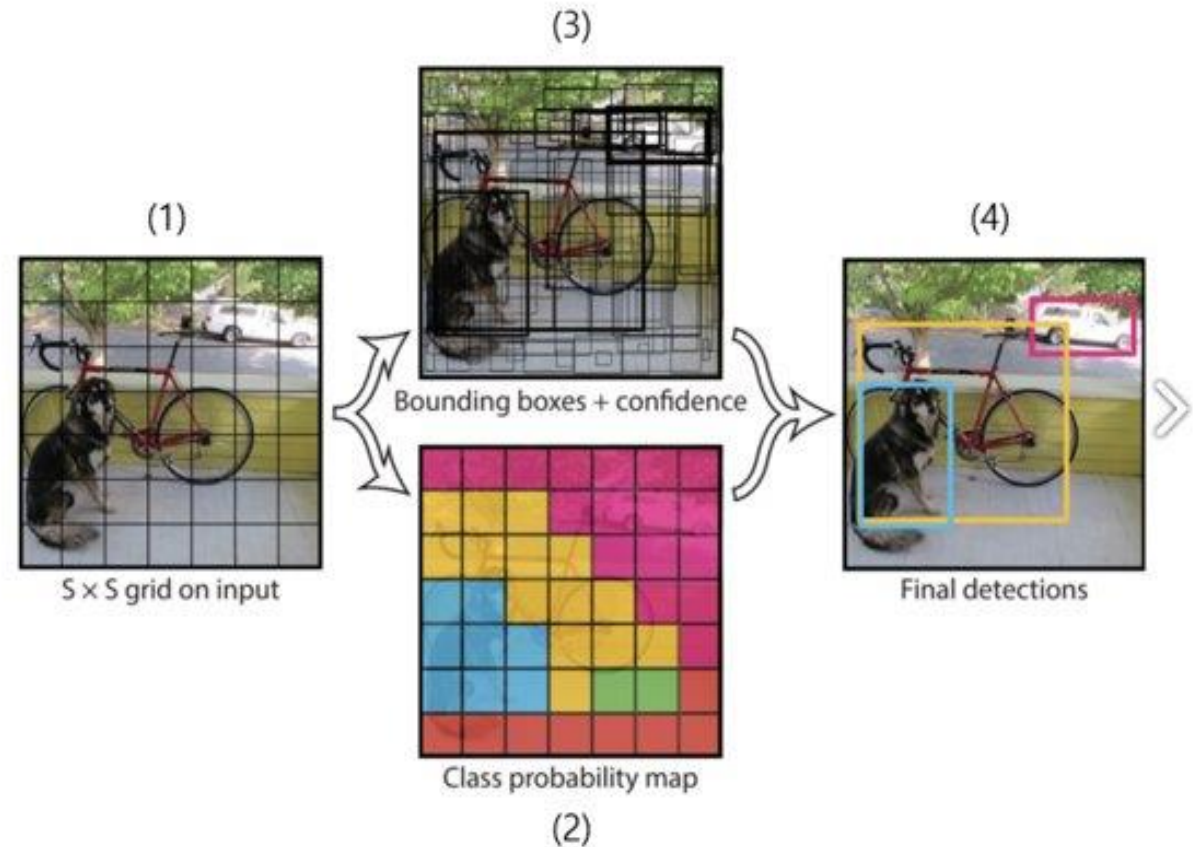 (3)
(1)
(4)
Bounding boxes + confidence
S × S grid on input
Final detections
Class probability map
(2)